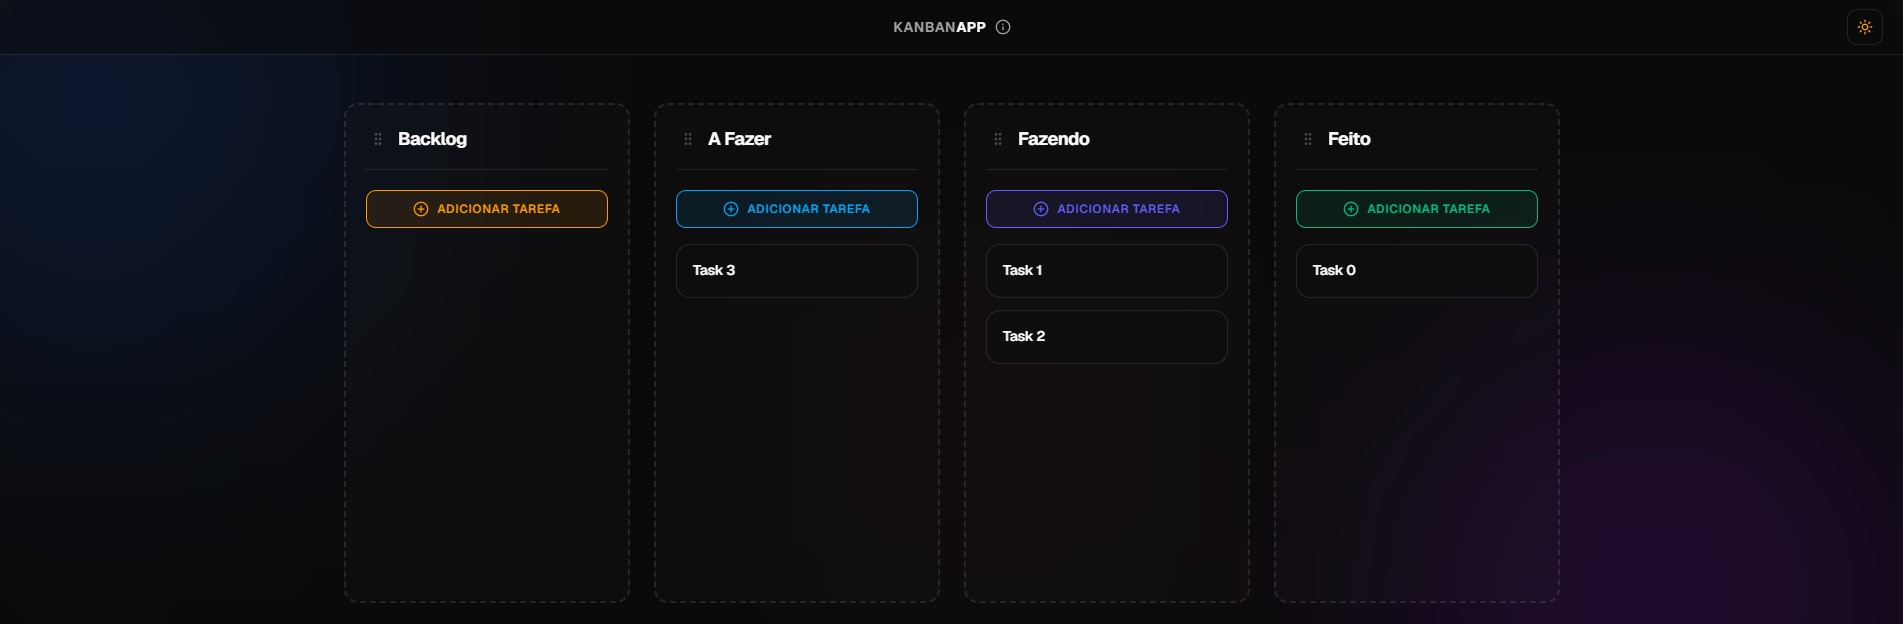 KANBANAPP
Backlog
ADICIONAR TAREFA
A Fazer
ADICIONAR TAREFA
Task 3
Fazendo
ADICIONAR TAREFA
Task 1
Task 2
Feito
ADICIONAR TAREFA
Task 0